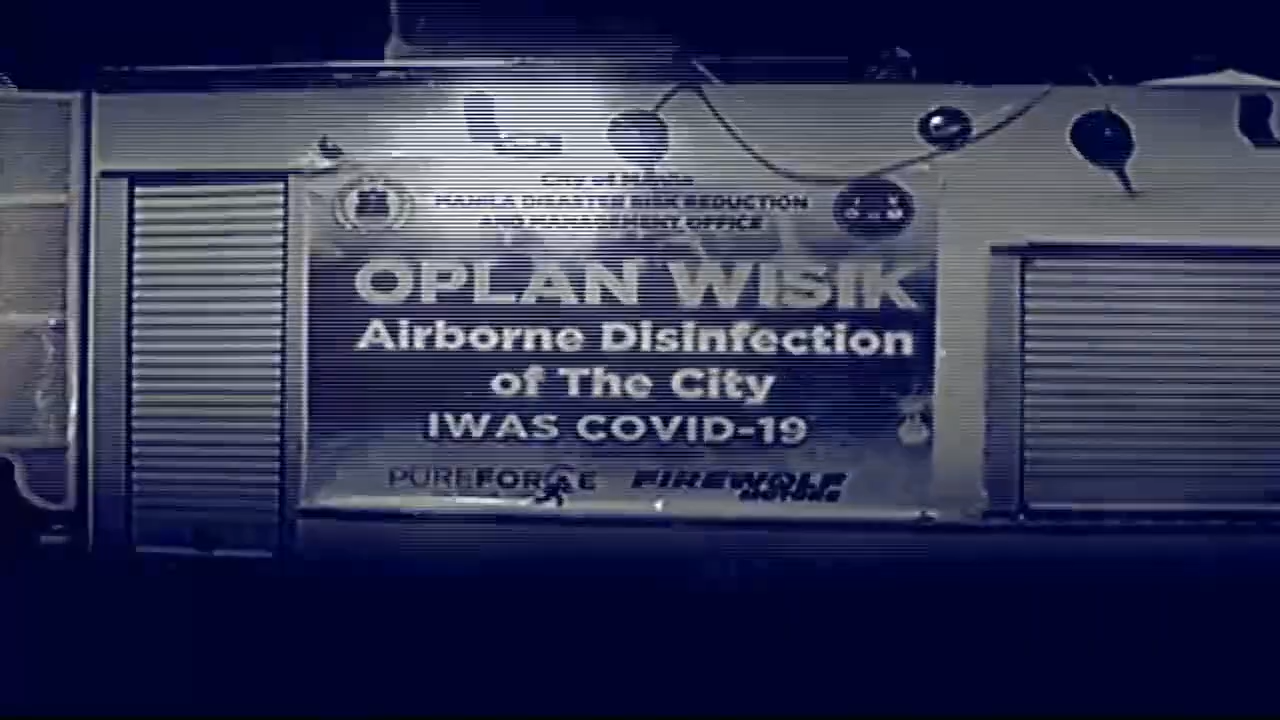 City of Manila
MANILA DISASTER RISK REDUCTION
AND MANAGEMENT OFFICE
OPLAN WISIK
Airborne Disinfection
of The City
IWAS COVID-19
PUREFORCE FIREWOLF
MOTORS